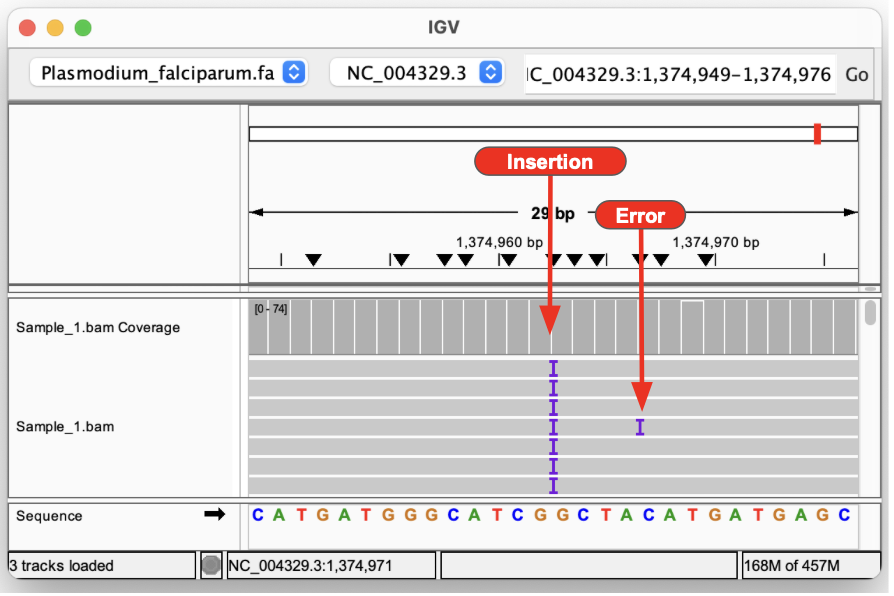 IGV
Plasmodium_falciparum.fa NC_004329.3 IC_004329.3:1,374,949-1,374,976 Go
Insertion
29 bp
Error
1,374,960 bp 1,374,970 bp
[0 - 74]
Sample_1.bam Coverage
Sample_1.bam
Sequence C A T G A T G G G C A T C G G C T A C A T G A T G A G C
3 tracks loaded NC_004329.3:1,374,971 168M of 457M